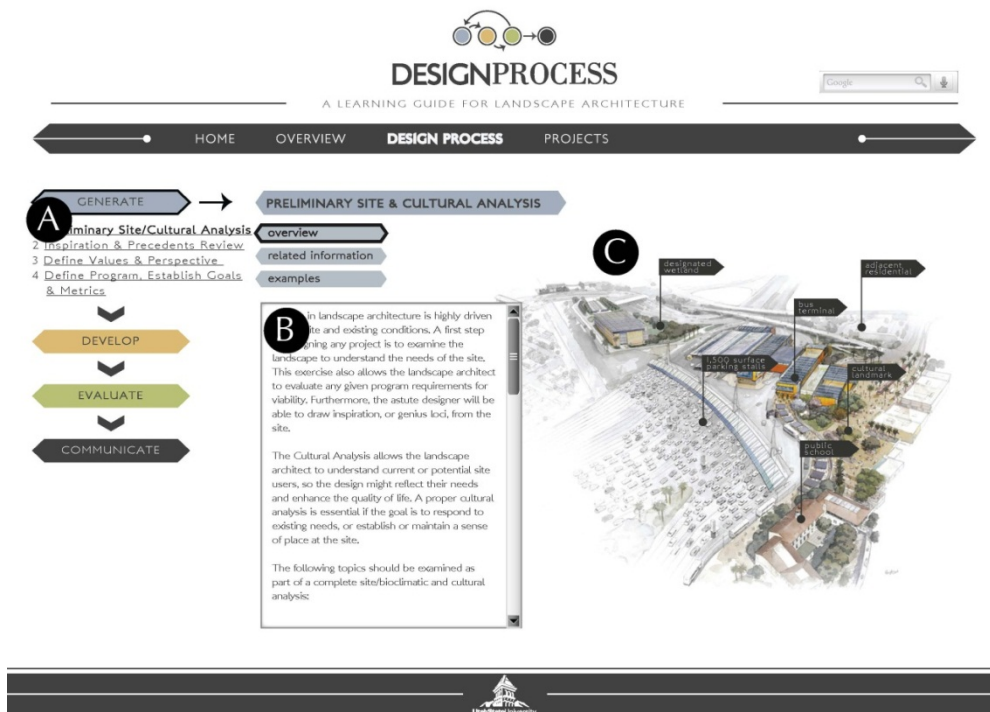 DESIGNPROCESS
Google
A LEARNING GUIDE FOR LANDSCAPE ARCHITECTURE
HOME OVERVIEW DESIGN PROCESS PROJECTS
GENERATE
A
Preliminary Site/Cultural Analysis
2 Inspiration & Precedents Review
3 Define Values & Perspective
4 Define Program, Establish Goals
& Metrics
DEVELOP
EVALUATE
COMMUNICATE
PRELIMINARY SITE & CULTURAL ANALYSIS
overview
related information
examples
B
in landscape architecture is highly driven
site and existing conditions. A first step
designing any project is to examine the
landscape to understand the needs of the site.
This exercise also allows the landscape architect
to evaluate any given program requirements for
viability. Furthermore, the astute designer will be
able to draw inspiration, or genius loci, from the
site.
The Cultural Analysis allows the landscape
architect to understand current or potential site
users, so the design might reflect their needs
and enhance the quality of life. A proper cultural
analysis is essential if the goal is to respond to
existing needs, or establish or maintain a sense
of place at the site.
The following topics should be examined as
part of a complete site/bioclimatic and cultural
analysis:
C
designated
wetland
adjacent
residential
bus
terminal
1,500 surface
parking stalls
cultural
landmark
public
school
UtahStateUniversity